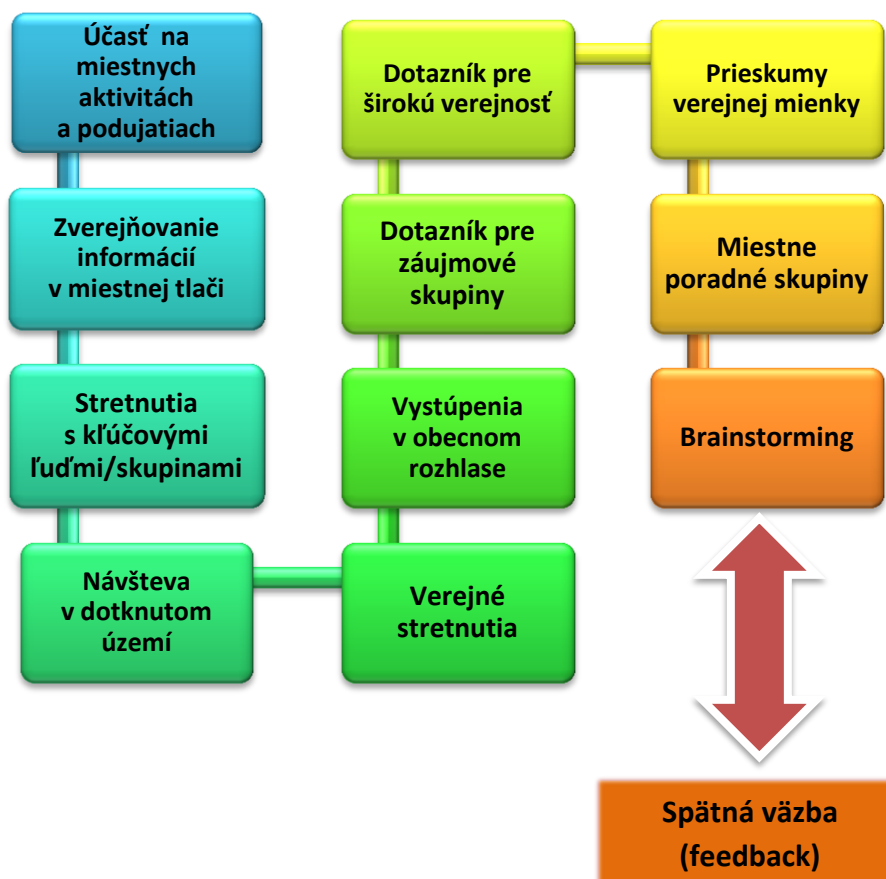 Účasť na
miestnych
aktivitách
a podujatiach
Zverejňovanie
informácií
v miestnej tlači
Stretnutia
s kľúčovými
ľuďmi/skupinami
Návšteva
v dotknutom
území
Verejné
stretnutia
Vystúpenia
v obecnom
rozhlase
Dotazník pre
záujmové
skupiny
Dotazník pre
širokú verejnosť
Prieskumy
verejnej mienky
Miestne
poradné skupiny
Brainstorming
Spätná väzba
(feedback)